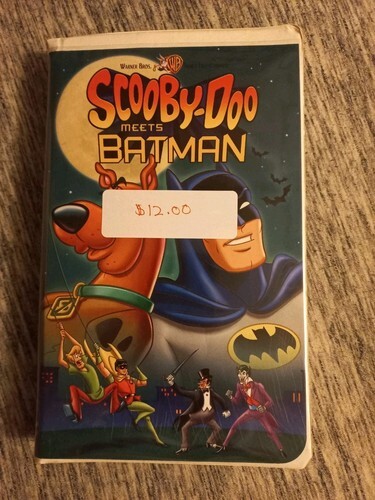 WARNER BROS.
WB
SCOOBY-DOO
MEETS
BATMAN
$12.00